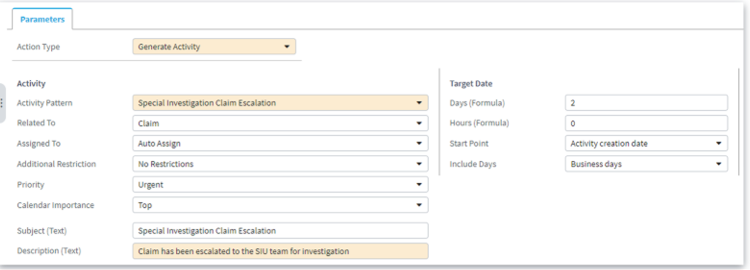 Parameters
Action Type Generate Activity
Activity
Activity Pattern Special Investigation Claim Escalation
Related To Claim
Assigned To Auto Assign
Additional Restriction No Restrictions
Priority Urgent
Calendar Importance Top
Subject (Text) Special Investigation Claim Escalation
Description (Text) Claim has been escalated to the SIU team for investigation
Target Date
Days (Formula) 2
Hours (Formula) 0
Start Point Activity creation date
Include Days Business days